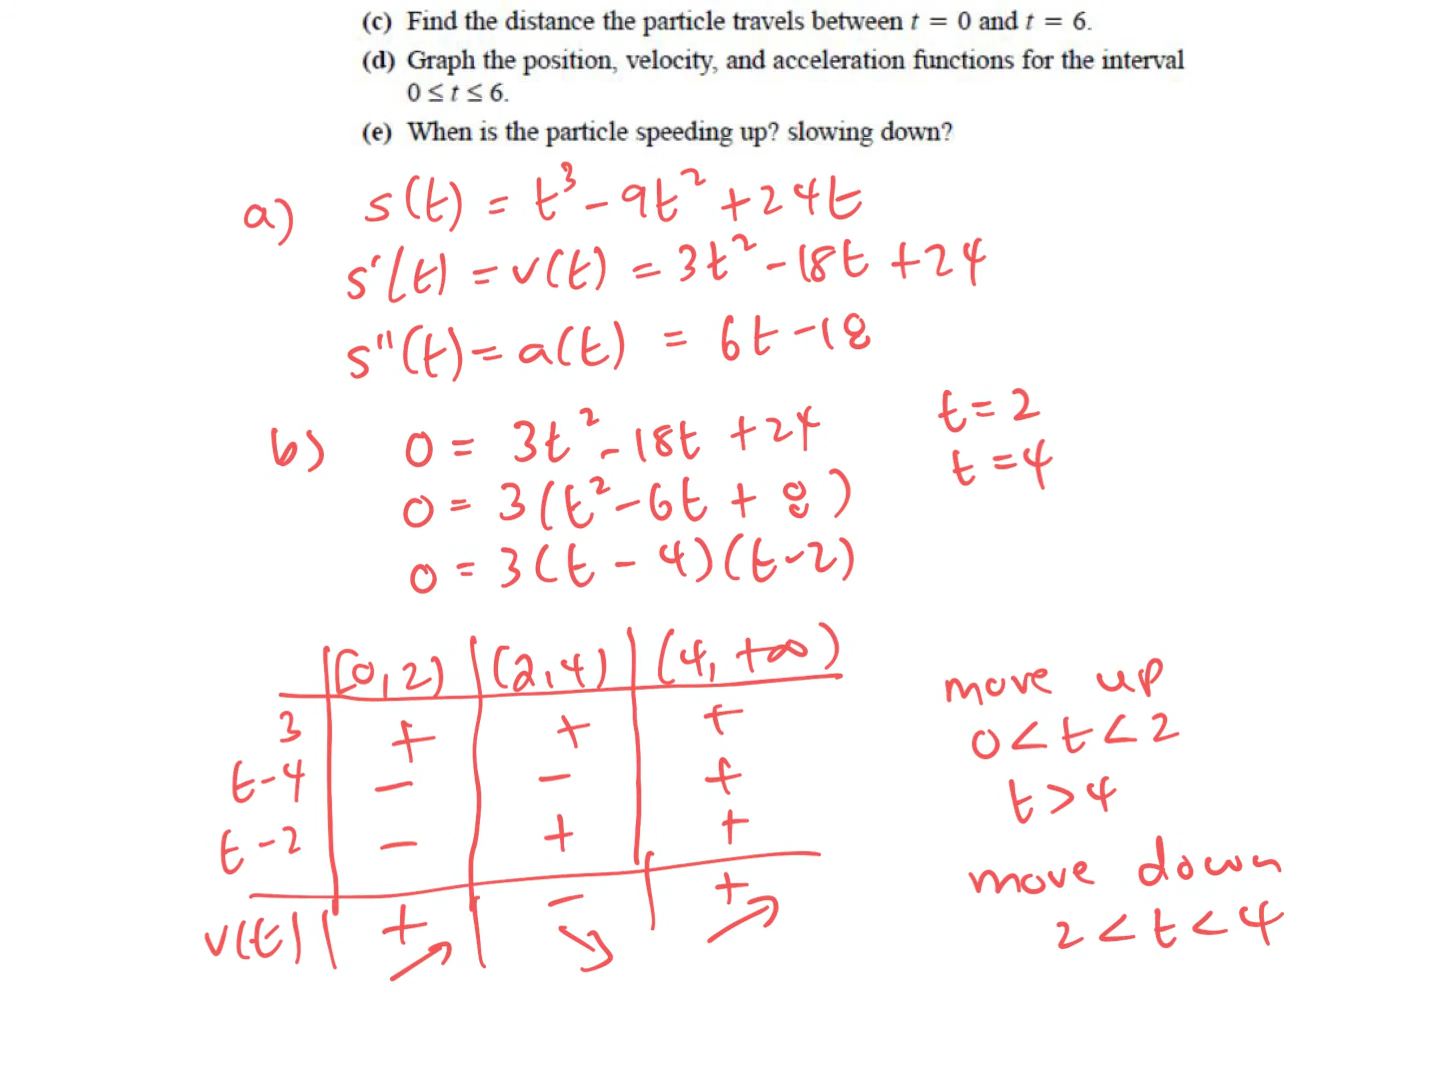 (c) Find the distance the particle travels between t = 0 and t = 6.
(d) Graph the position, velocity, and acceleration functions for the interval
0 ≤ t ≤ 6.
(e) When is the particle speeding up? slowing down?
a) s(t) = t³ - 9t² + 24t
s'(t) = v(t) = 3t² - 18t + 24
s''(t) = a(t) = 6t - 18
b) 0 = 3t² - 18t + 24
0 = 3(t² - 6t + 8)
0 = 3(t - 4)(t - 2)
t = 2
t = 4
[0,2) (2,4) (4,+∞)
3 + + +
t-4 - - +
t-2 - + +
v(t) + - +
↗ ↘ ↗
move up
0 < t < 2
t > 4
move down
2 < t < 4